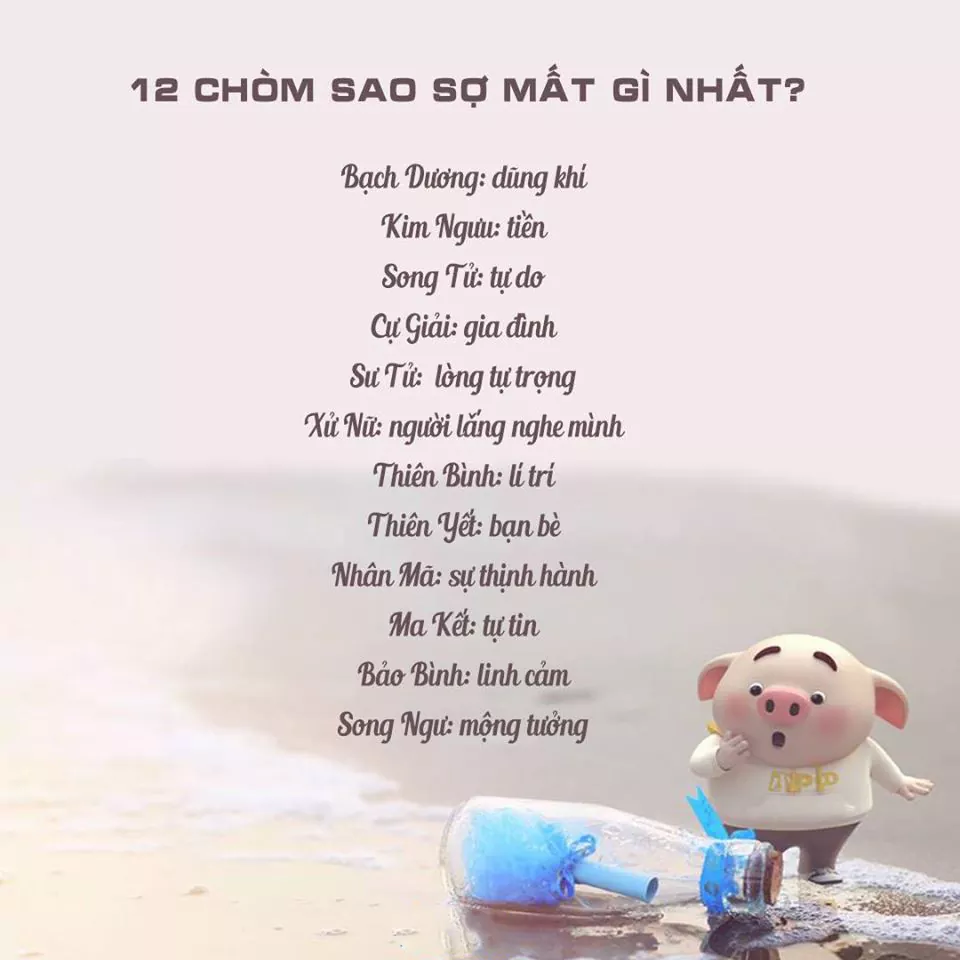 12 CHÒM SAO SỢ MẤT GÌ NHẤT?
Bạch Dương: dũng khí
Kim Ngưu: tiền
Song Tử: tự do
Cự Giải: gia đình
Sư Tử: lòng tự trọng
Xử Nữ: người lắng nghe mình
Thiên Bình: lí trí
Thiên Yết: bạn bè
Nhân Mã: sự thịnh hành
Ma Kết: tự tin
Bảo Bình: linh cảm
Song Ngư: mộng tưởng